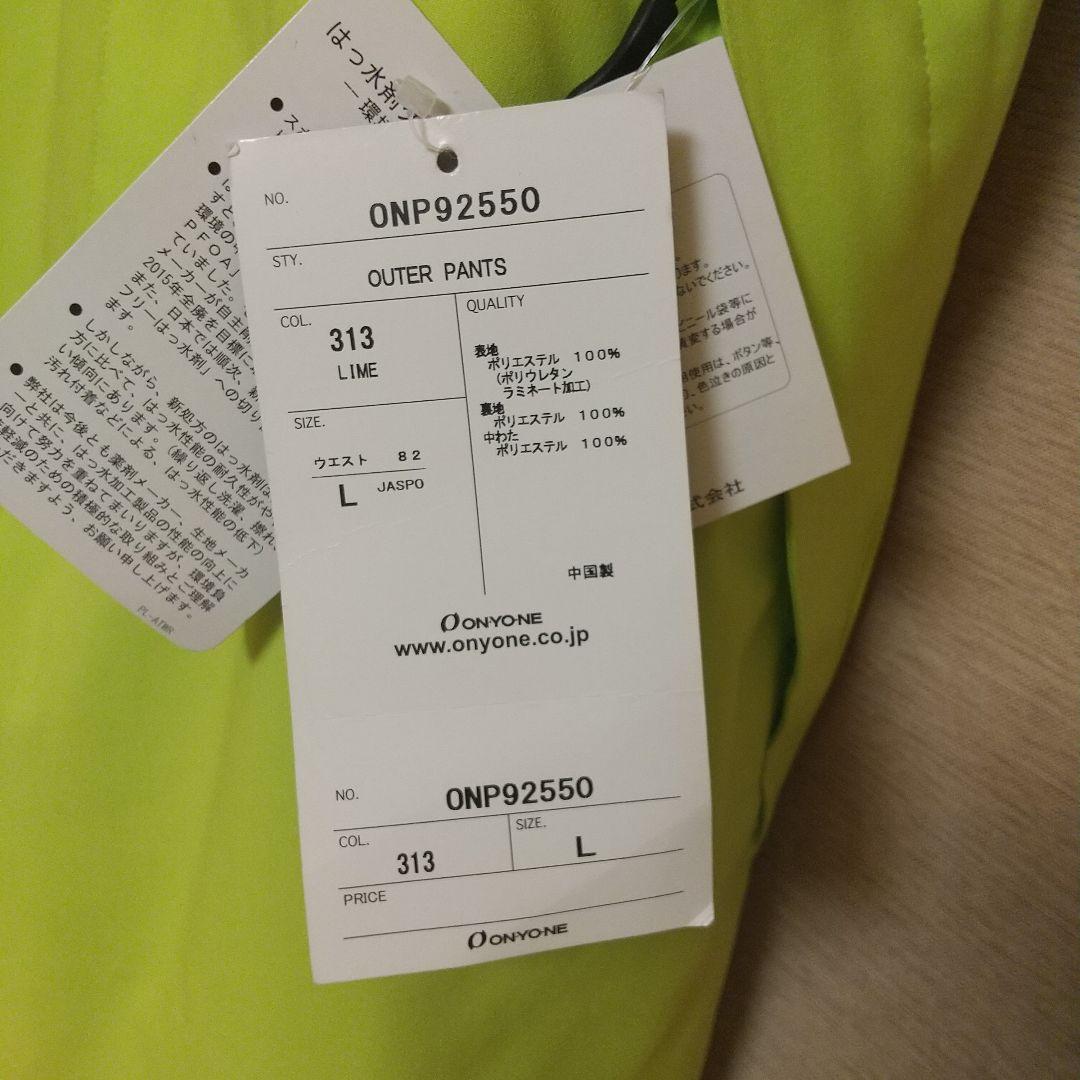 NO.
ONP92550
STY.
OUTER PANTS
COL.
313
LIME
QUALITY
表地
ポリエステル 100%
(ポリウレタン
ラミネート加工)
裏地
ポリエステル 100%
中わた
ポリエステル 100%
SIZE.
ウエスト 82
L JASPO
中国製
ONYONE
www.onyone.co.jp
NO.
ONP92550
COL.
313
SIZE.
L
PRICE
ONYONE
はっ水剤
環境の
PFOA」
ていました。
メーカーが自主
2015年全廃を目標に
また、日本では順次、新
フリーはっ水剤」への切り
ます。
しかしながら、新処方のはっ水剤は
方に比べて、はっ水性能の耐久性がや
い傾向にあります。(繰り返し洗濯、擦れ
汚れ付着などによる、はっ水性能の低下)
弊社は今後とも薬剤メーカー、生地メーカ
ーと共に、はっ水加工製品の性能の向上に
向けて努力を重ねてまいりますが、環境負
軽減のための積極的な取り組みとご理解
だきますよう、お願い申し上げます。
PL-ATWR
ます。
ないでください。
ニール袋等に
変する場合が
使用は、ボタン等、
、色泣きの原因と
さい。
式会社